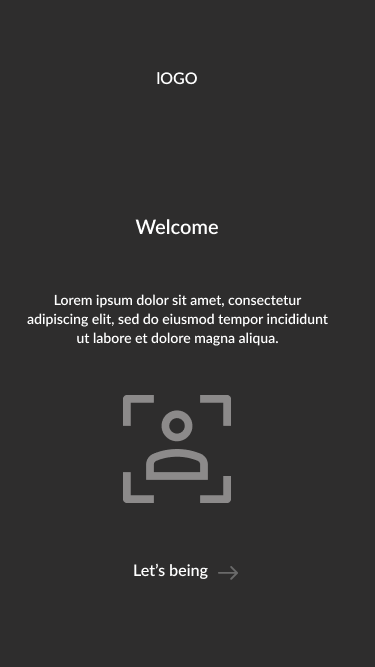 lOGO
Welcome
Lorem ipsum dolor sit amet, consectetur
adipiscing elit, sed do eiusmod tempor incididunt
ut labore et dolore magna aliqua.
Let's being